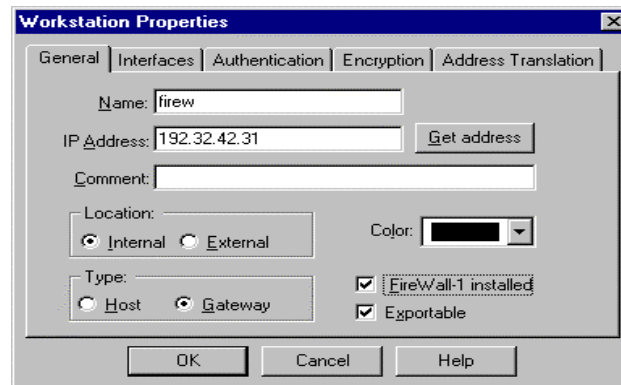 Workstation Properties
General Interfaces Authentication Encryption Address Translation
Name: firew
IP Address: 192.32.42.31 Get address
Comment:
Location:
Internal External
Color:
Type:
Host Gateway
FireWall-1 installed
Exportable
OK Cancel Help